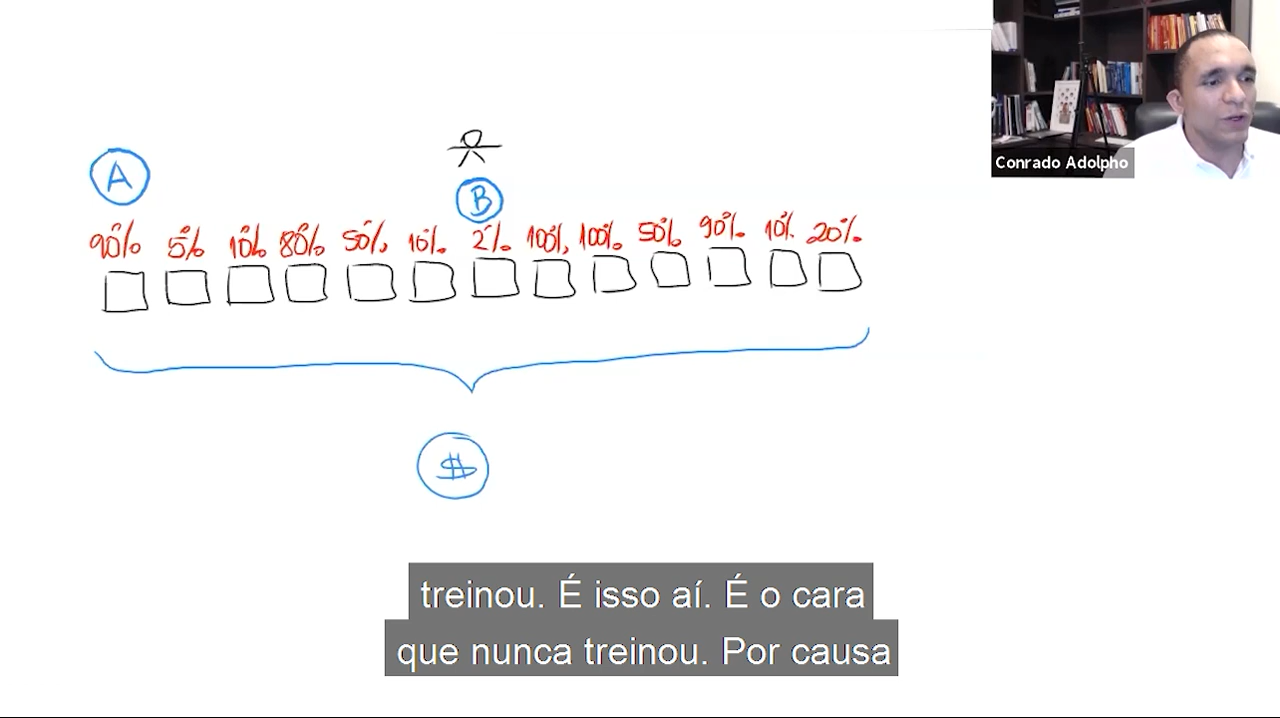 Conrado Adolpho
A
B
90% 5% 10% 80% 50% 10% 2% 100% 100% 50% 90% 10% 20%
$
treinou. É isso aí. É o cara
que nunca treinou. Por causa